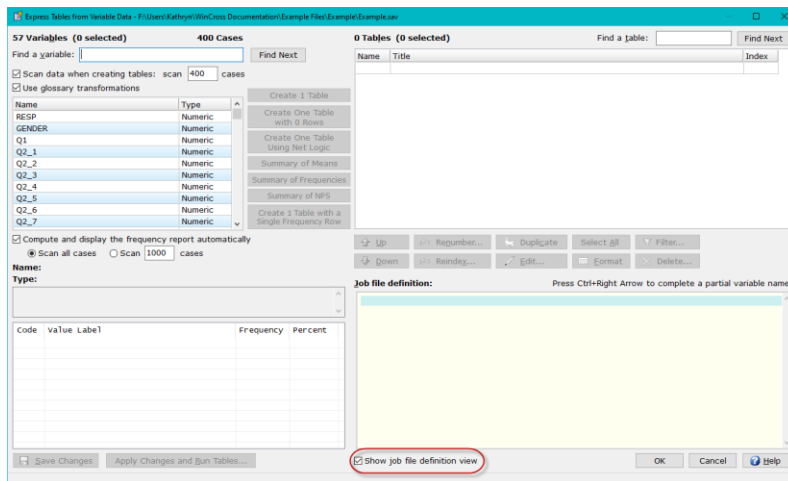 Express Tables from Variable Data - F:\Users\Kathryn\WinCross Documentation\Example Files\Example\Example.sav
57 Variables (0 selected) 400 Cases
Find a variable: Find Next
Scan data when creating tables: scan 400 cases
Use glossary transformations
Name Type
RESP Numeric
GENDER Numeric
Q1 Numeric
Q2_1 Numeric
Q2_2 Numeric
Q2_3 Numeric
Q2_4 Numeric
Q2_5 Numeric
Q2_6 Numeric
Q2_7 Numeric
Create 1 Table
Create One Table
with 0 Rows
Create One Table
Using Net Logic
Summary of Means
Summary of Frequencies
Summary of NPS
Create 1 Table with a
Single Frequency Row
Compute and display the frequency report automatically
Scan all cases Scan 1000 cases
Name:
Type:
Code Value Label Frequency Percent
Save Changes Apply Changes and Run Tables...
0 Tables (0 selected) Find a table: Find Next
Name Title Index
Up Renumber... Duplicate Select All Filter...
Down Reindex... Edit... Format Delete...
Job file definition: Press Ctrl+Right Arrow to complete a partial variable name
Show job file definition view OK Cancel Help